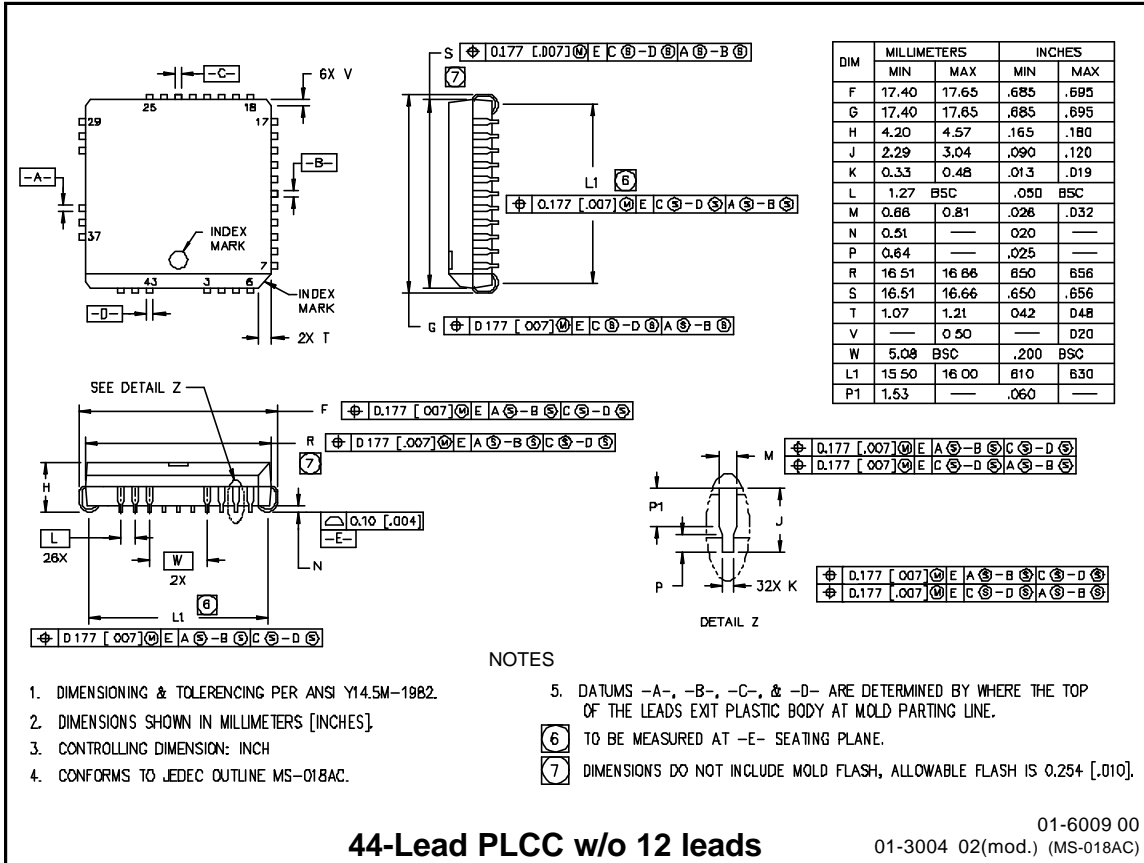 -C-
6X V
25
18
29
17
-A-
-B-
37
INDEX
MARK
7
43
3
6
-D-
INDEX
MARK
2X T
S ⌖ 0.177 [.007]Ⓜ E C Ⓢ-D Ⓢ A Ⓢ-B Ⓢ
7
L1 6
⌖ 0.177 [.007]Ⓜ E C Ⓢ-D Ⓢ A Ⓢ-B Ⓢ
G ⌖ 0 177 [ 007]Ⓜ E C Ⓢ-D Ⓢ A Ⓢ-B Ⓢ
DIM MILLIMETERS INCHES
MIN MAX MIN MAX
F 17.40 17.65 .685 .695
G 17.40 17.65 .685 .695
H 4.20 4.57 .165 .180
J 2.29 3.04 .090 .120
K 0.33 0.48 .013 .019
L 1.27 BSC .050 BSC
M 0.66 0.81 .026 .032
N 0.51 — 020 —
P 0.64 — .025 —
R 16 51 16 66 650 656
S 16.51 16.66 .650 .656
T 1.07 1.21 042 048
V — 0 50 — 020
W 5.08 BSC .200 BSC
L1 15 50 16 00 610 630
P1 1.53 — .060 —
SEE DETAIL Z
F ⌖ 0.177 [ 007]Ⓜ E A Ⓢ-B Ⓢ C Ⓢ-D Ⓢ
R ⌖ 0 177 [.007]Ⓜ E A Ⓢ-B Ⓢ C Ⓢ-D Ⓢ
7
H
⌓ 0.10 [.004]
-E-
L
26X
W
2X
N
L1 6
⌖ 0 177 [ 007]Ⓜ E A Ⓢ-B Ⓢ C Ⓢ-D Ⓢ
M ⌖ 0.177 [.007]Ⓜ E A Ⓢ-B Ⓢ C Ⓢ-D Ⓢ
⌖ 0.177 [.007]Ⓜ E C Ⓢ-D Ⓢ A Ⓢ-B Ⓢ
P1
J
P
32X K
⌖ 0.177 [ 007]Ⓜ E A Ⓢ-B Ⓢ C Ⓢ-D Ⓢ
⌖ 0.177 [.007]Ⓜ E C Ⓢ-D Ⓢ A Ⓢ-B Ⓢ
DETAIL Z
NOTES
1. DIMENSIONING & TOLERENCING PER ANSI Y14.5M-1982.
2. DIMENSIONS SHOWN IN MILLIMETERS [INCHES].
3. CONTROLLING DIMENSION: INCH
4. CONFORMS TO JEDEC OUTLINE MS-018AC.
5. DATUMS -A-, -B-, -C-, & -D- ARE DETERMINED BY WHERE THE TOP
OF THE LEADS EXIT PLASTIC BODY AT MOLD PARTING LINE.
6 TO BE MEASURED AT -E- SEATING PLANE.
7 DIMENSIONS DO NOT INCLUDE MOLD FLASH, ALLOWABLE FLASH IS 0.254 [.010].
44-Lead PLCC w/o 12 leads
01-6009 00
01-3004 02(mod.) (MS-018AC)